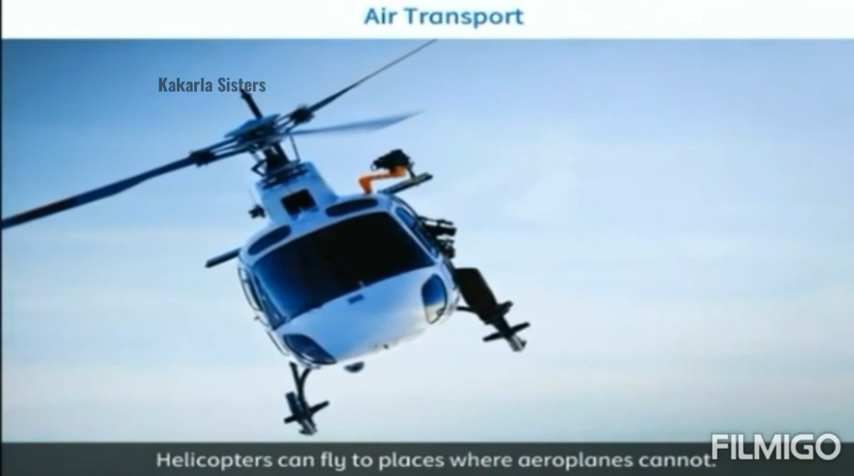 Air Transport
Kakarla Sisters
Helicopters can fly to places where aeroplanes cannot.
FILMIGO